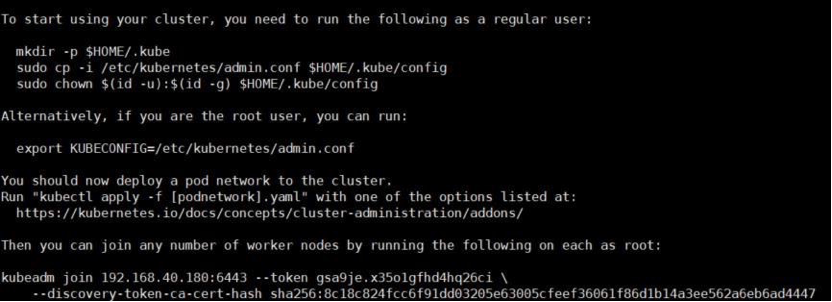 To start using your cluster, you need to run the following as a regular user:
mkdir -p $HOME/.kube
sudo cp -i /etc/kubernetes/admin.conf $HOME/.kube/config
sudo chown $(id -u):$(id -g) $HOME/.kube/config
Alternatively, if you are the root user, you can run:
export KUBECONFIG=/etc/kubernetes/admin.conf
You should now deploy a pod network to the cluster.
Run "kubectl apply -f [podnetwork].yaml" with one of the options listed at:
https://kubernetes.io/docs/concepts/cluster-administration/addons/
Then you can join any number of worker nodes by running the following on each as root:
kubeadm join 192.168.40.180:6443 --token gsa9je.x35o1gfhd4hq26ci \
--discovery-token-ca-cert-hash sha256:8c18c824fcc6f91dd03205e63005cfeef36061f86d1b14a3ee562a6eb6ad4447